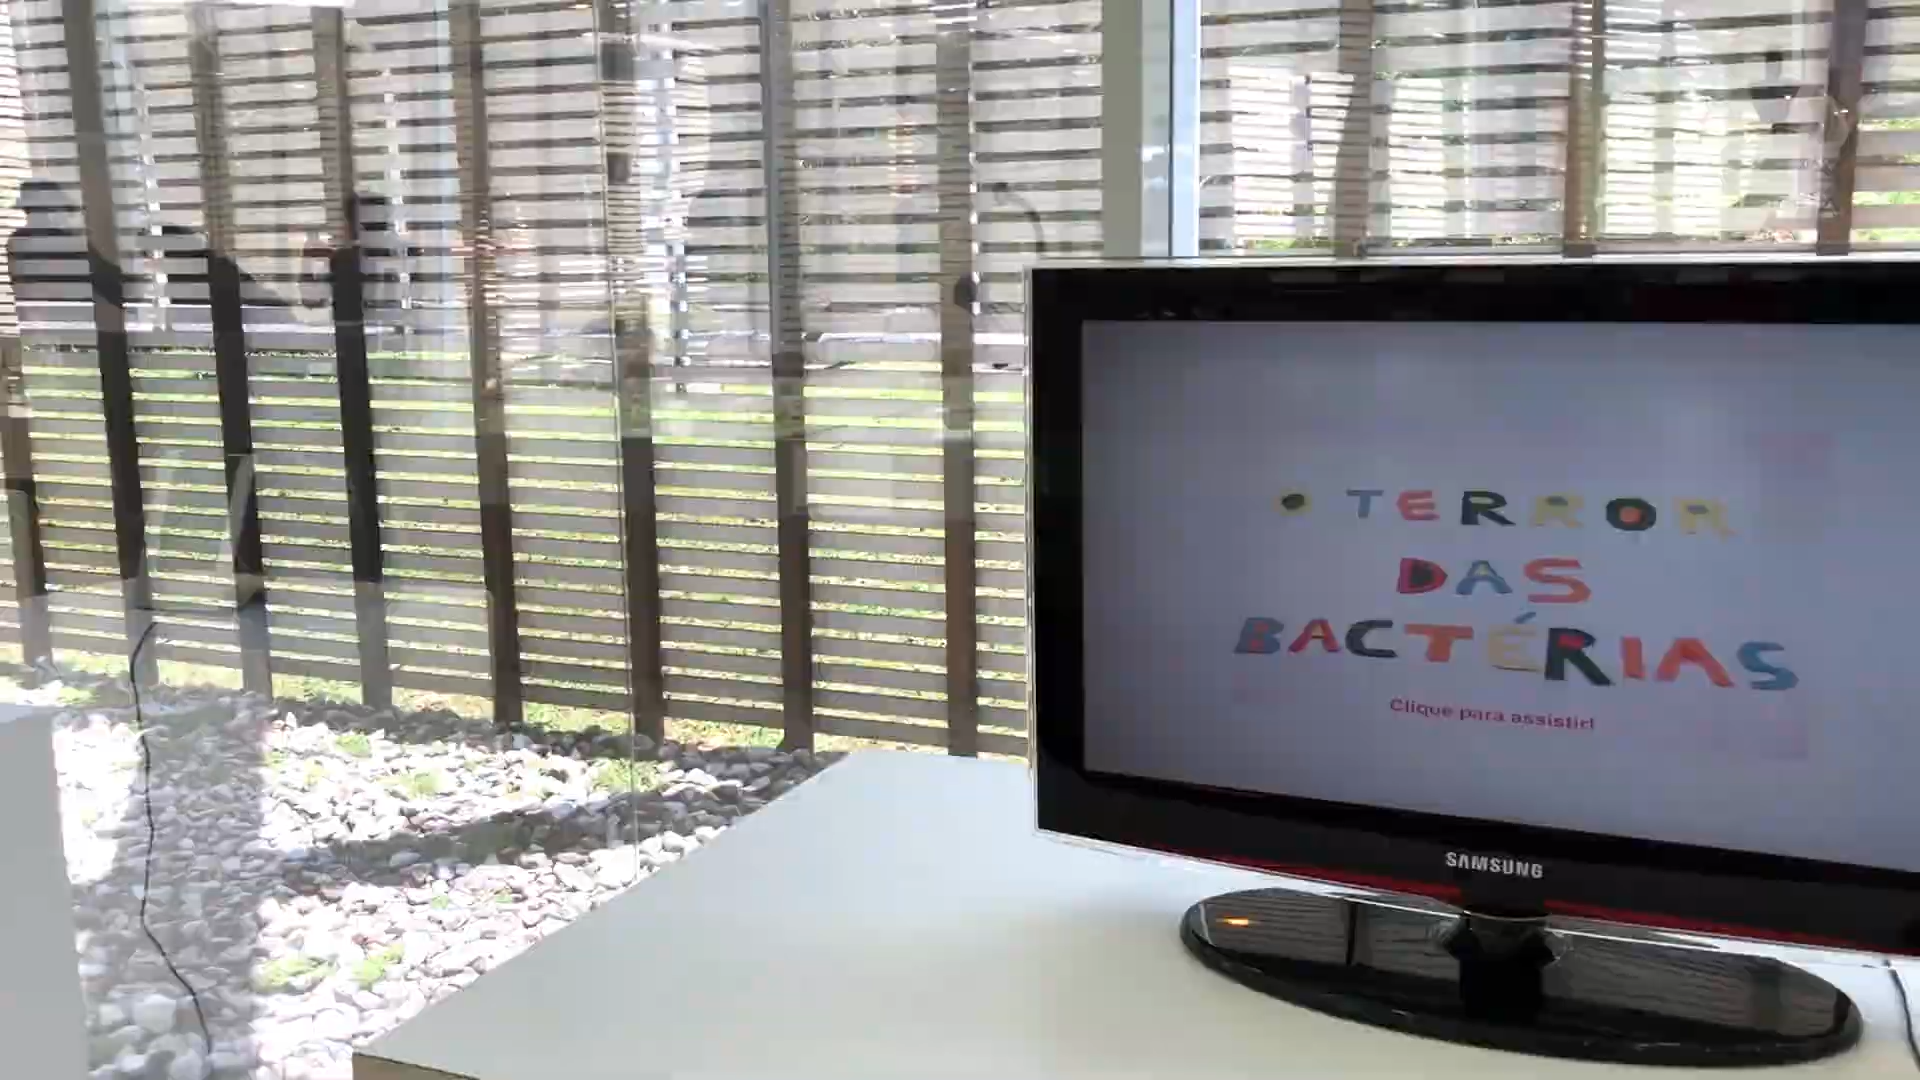 O TERROR
DAS
BACTÉRIAS
Clique para assistir!
SAMSUNG